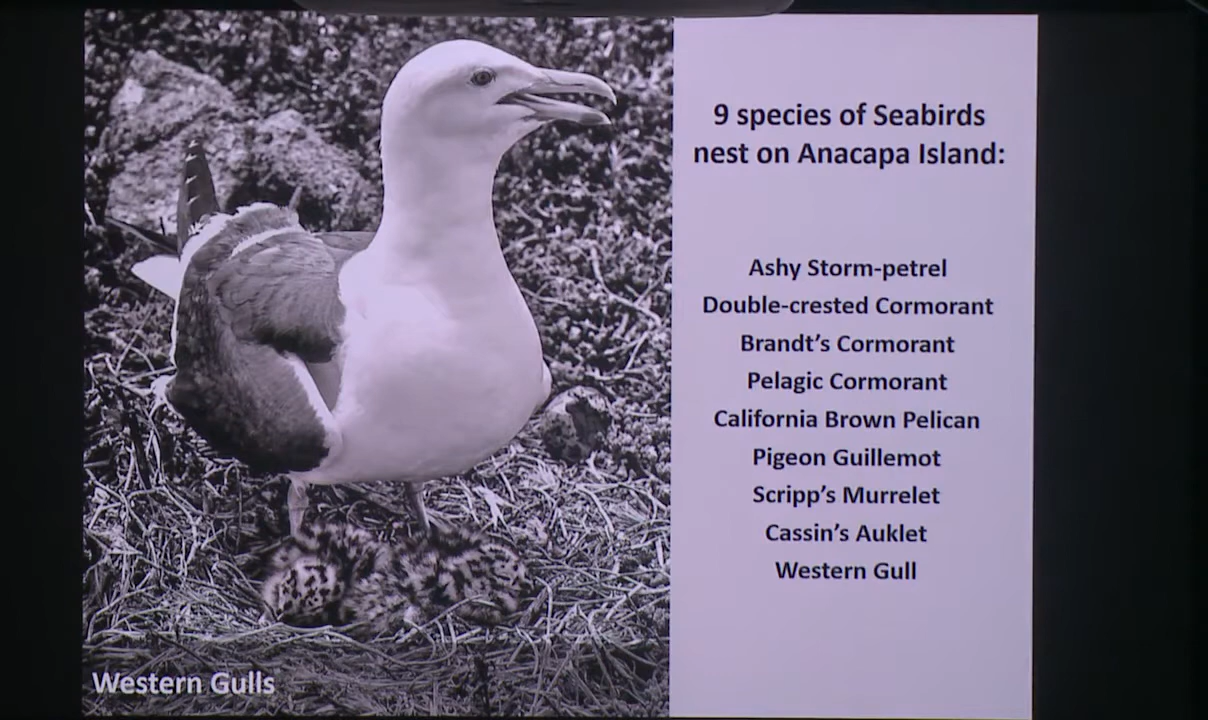 9 species of Seabirds
nest on Anacapa Island:
Ashy Storm-petrel
Double-crested Cormorant
Brandt's Cormorant
Pelagic Cormorant
California Brown Pelican
Pigeon Guillemot
Scripp's Murrelet
Cassin's Auklet
Western Gull
Western Gulls